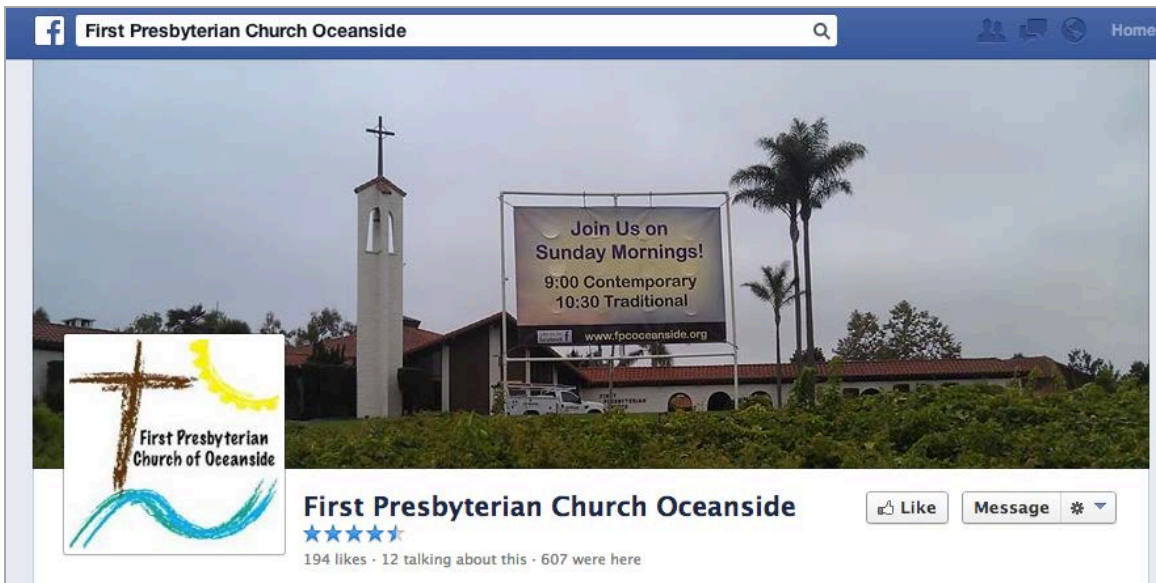 f First Presbyterian Church Oceanside
Home
Join Us on
Sunday Mornings!
9:00 Contemporary
10:30 Traditional
www.fpcoceanside.org
FIRST
PRESBYTERIAN
First Presbyterian
Church of Oceanside
First Presbyterian Church Oceanside
Like
Message
194 likes · 12 talking about this · 607 were here